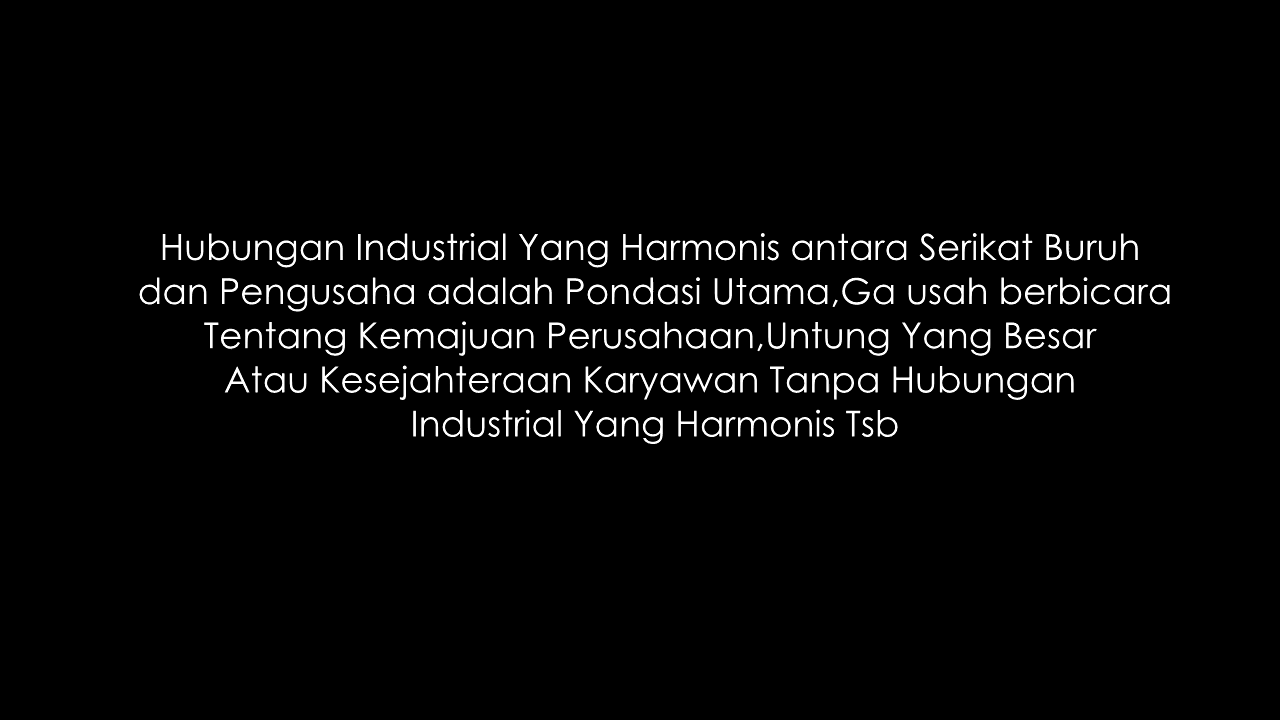 Hubungan Industrial Yang Harmonis antara Serikat Buruh
dan Pengusaha adalah Pondasi Utama,Ga usah berbicara
Tentang Kemajuan Perusahaan,Untung Yang Besar
Atau Kesejahteraan Karyawan Tanpa Hubungan
Industrial Yang Harmonis Tsb